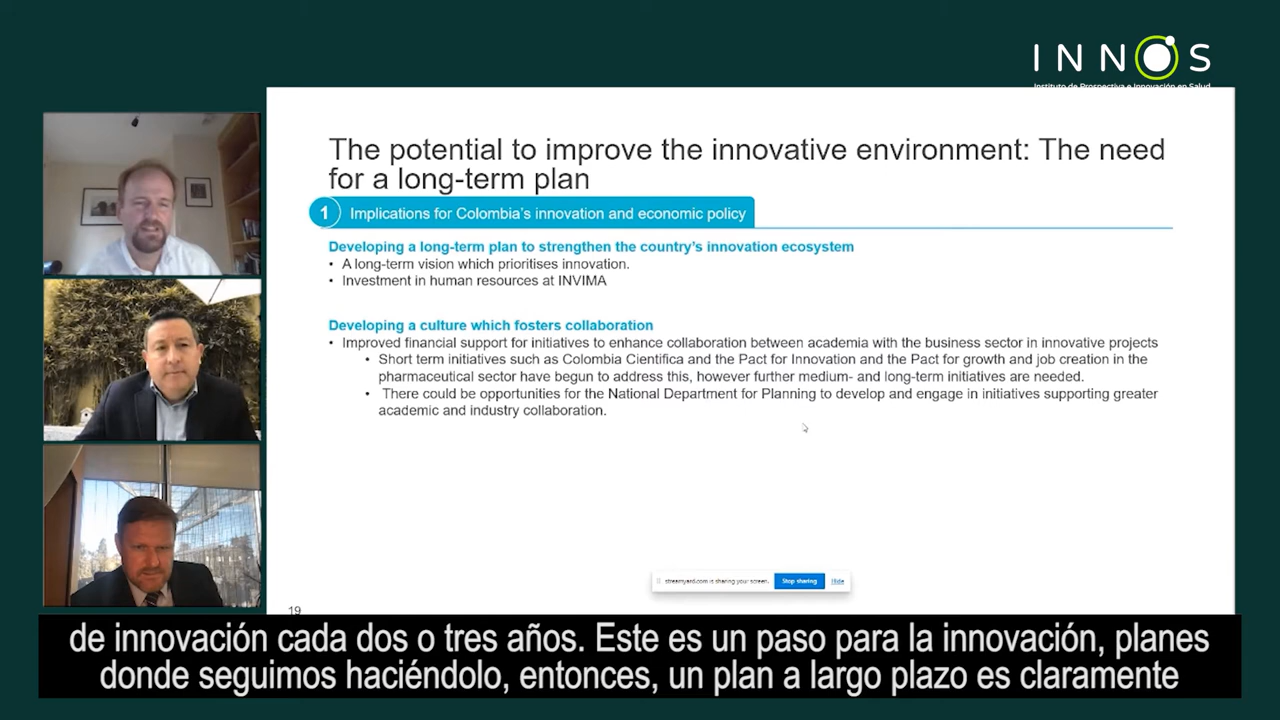 INNOS
Instituto de Prospectiva e Innovación en Salud
The potential to improve the innovative environment: The need
for a long-term plan
1 Implications for Colombia's innovation and economic policy
Developing a long-term plan to strengthen the country's innovation ecosystem
• A long-term vision which prioritises innovation.
• Investment in human resources at INVIMA
Developing a culture which fosters collaboration
• Improved financial support for initiatives to enhance collaboration between academia with the business sector in innovative projects
• Short term initiatives such as Colombia Cientifica and the Pact for Innovation and the Pact for growth and job creation in the
pharmaceutical sector have begun to address this, however further medium- and long-term initiatives are needed.
• There could be opportunities for the National Department for Planning to develop and engage in initiatives supporting greater
academic and industry collaboration.
streamyard.com is sharing your screen. Stop sharing Hide
19
de innovación cada dos o tres años. Este es un paso para la innovación, planes
donde seguimos haciéndolo, entonces, un plan a largo plazo es claramente